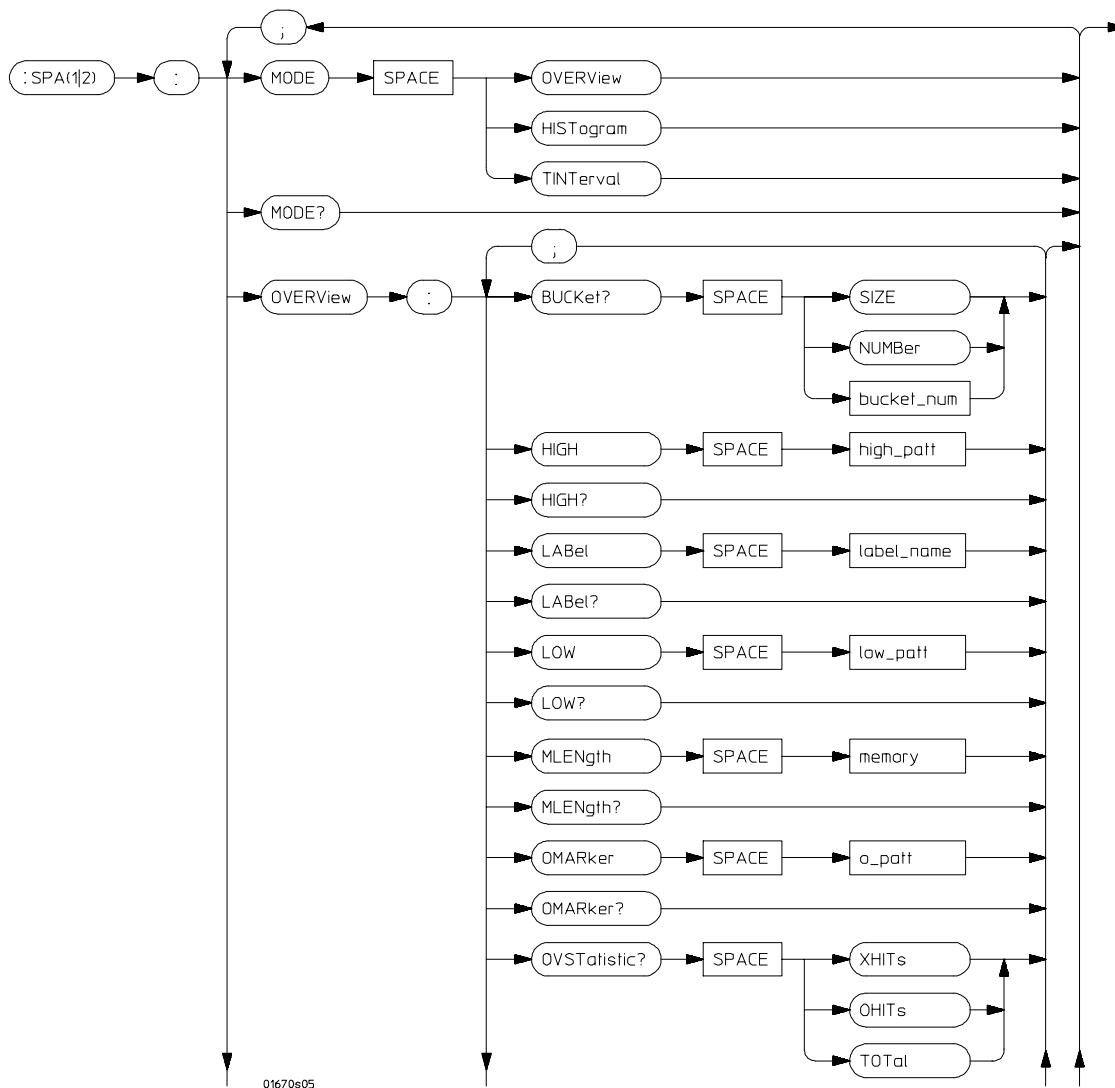 ;
:SPA(1|2) : MODE SPACE OVERView
HISTogram
TINTerval
MODE?
;
OVERView : BUCKet? SPACE SIZE
NUMBer
bucket_num
HIGH SPACE high_patt
HIGH?
LABel SPACE label_name
LABel?
LOW SPACE low_patt
LOW?
MLENgth SPACE memory
MLENgth?
OMARker SPACE o_patt
OMARker?
OVSTatistic? SPACE XHITs
OHITs
TOTal
01670s05